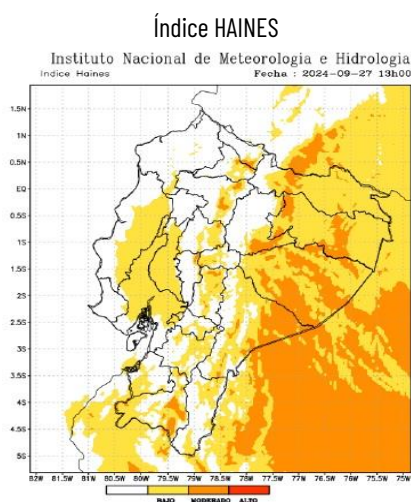 Índice HAINES
Instituto Nacional de Meteorologia e Hidrologia
Indice Haines Fecha : 2024-09-27 13h00
1.5N
1N
0.5N
EQ
0.5S
1S
1.5S
2S
2.5S
3S
3.5S
4S
4.5S
5S
82W 81.5W 81W 80.5W 80W 79.5W 79W 78.5W 78W 77.5W 77W 76.5W 76W 75.5W 75W
BAJO MODERADO ALTO